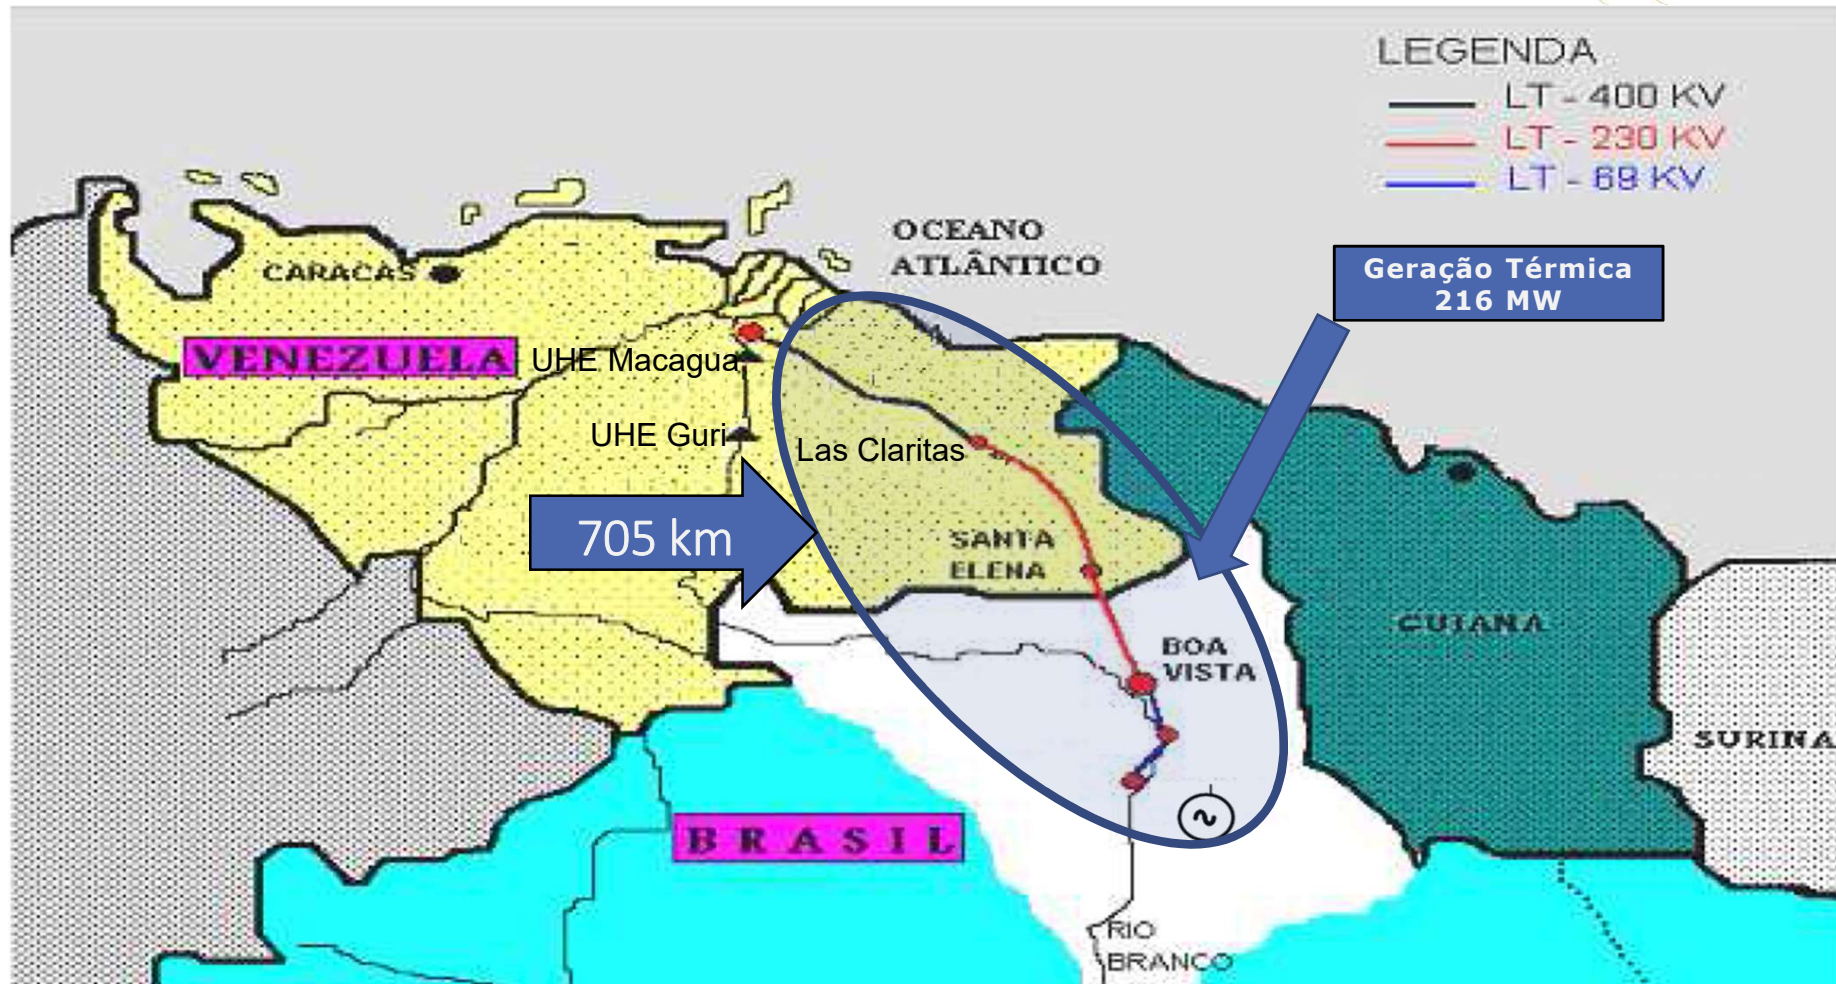 LEGENDA
LT - 400 KV
LT - 230 KV
LT - 69 KV
OCEANO
ATLÂNTICO
Geração Térmica
216 MW
CARACAS
VENEZUELA
UHE Macagua
UHE Guri
Las Claritas
705 km
SANTA
ELENA
GUIANA
BOA
VISTA
SURINA
BRASIL
~
RIO
BRANCO